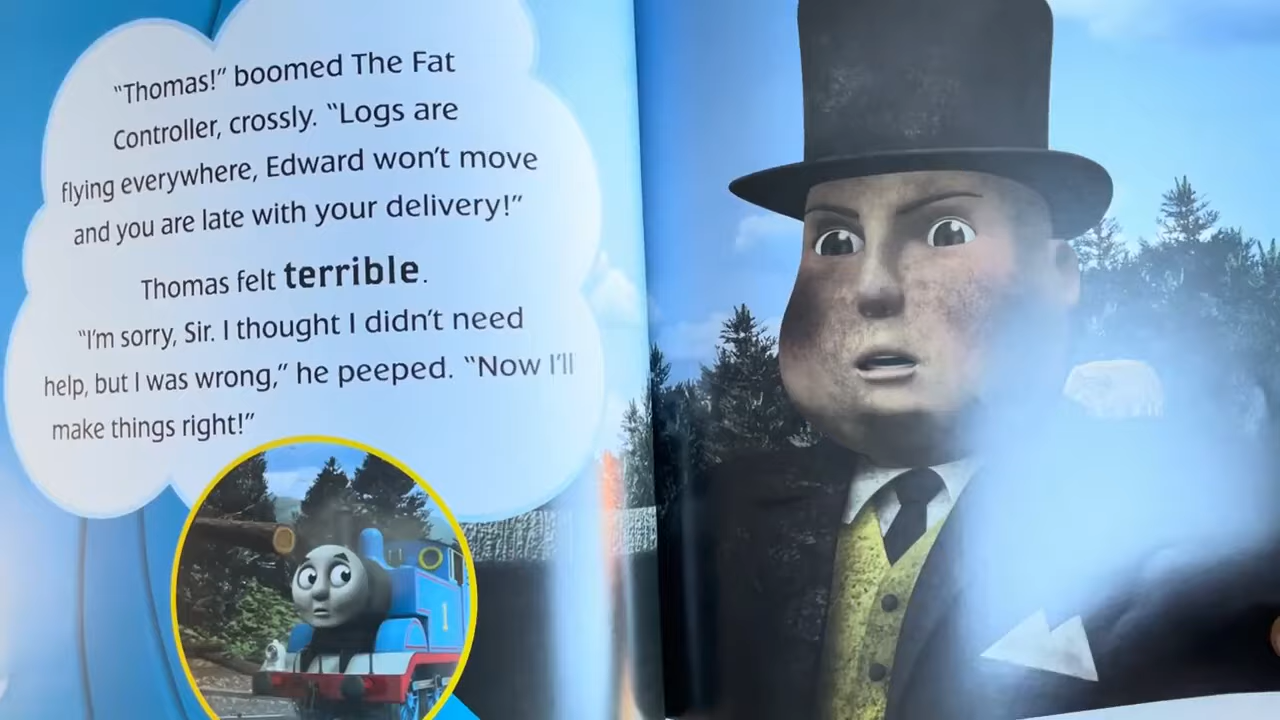 “Thomas!” boomed The Fat
Controller, crossly. “Logs are
flying everywhere, Edward won’t move
and you are late with your delivery!”
Thomas felt terrible.
“I’m sorry, Sir. I thought I didn’t need
help, but I was wrong,” he peeped. “Now I’ll
make things right!”
1